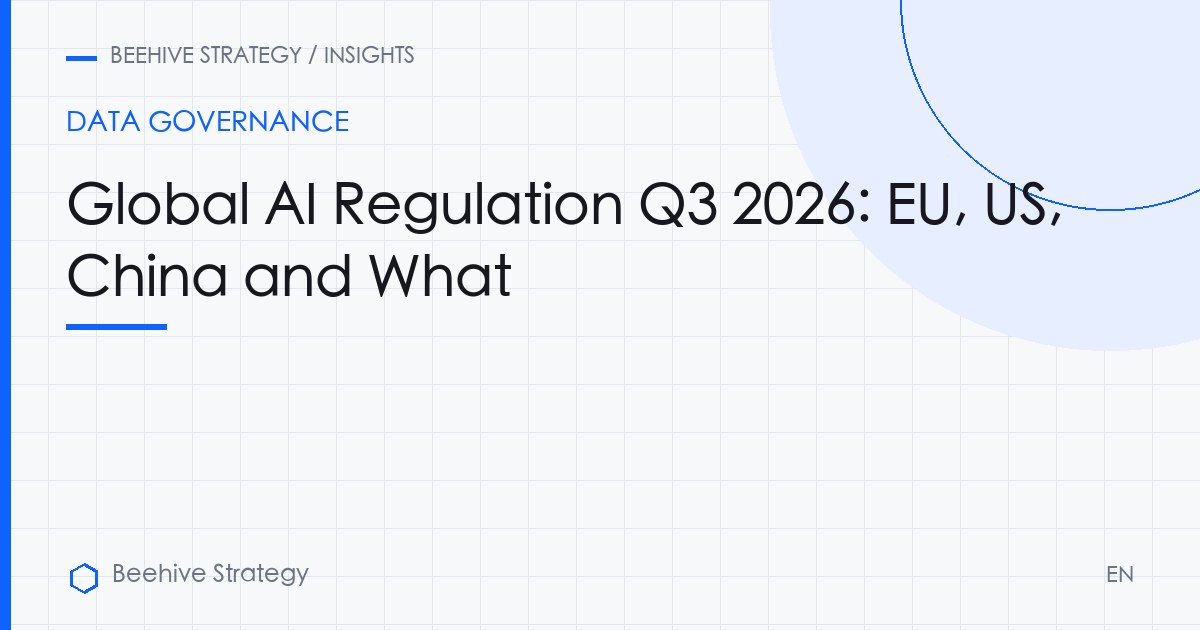 BEEHIVE STRATEGY / INSIGHTS
DATA GOVERNANCE
Global AI Regulation Q3 2026: EU, US,
China and What
Beehive Strategy
EN